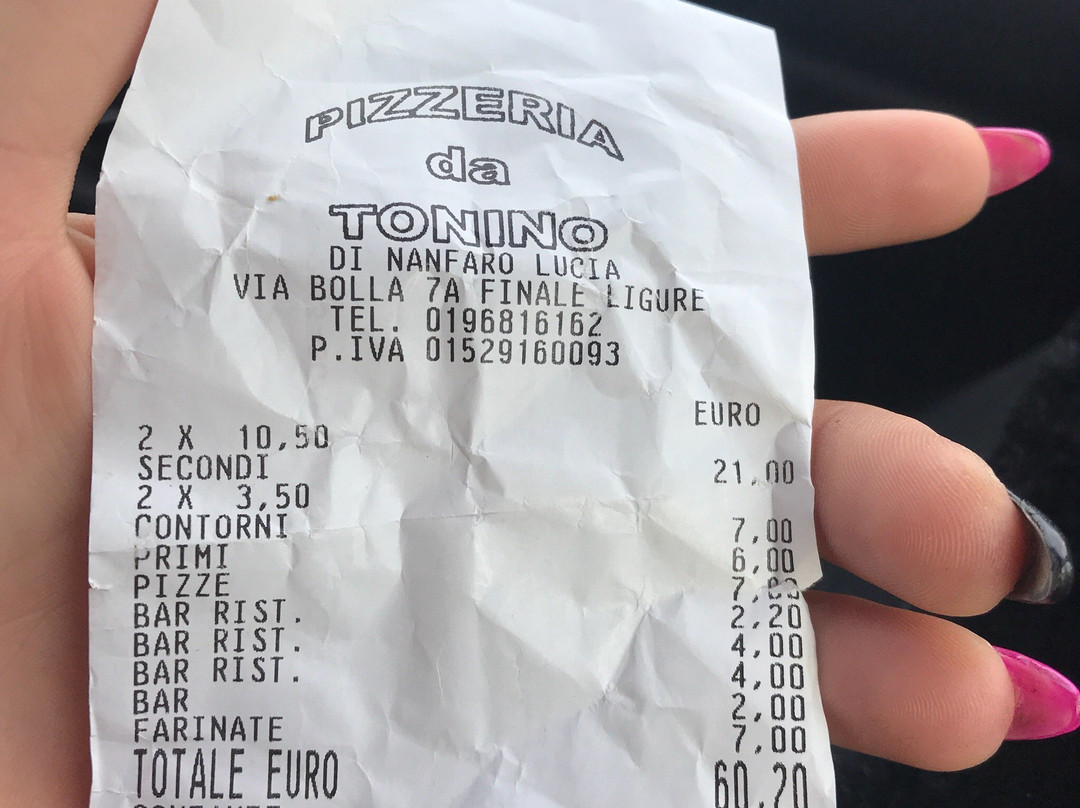 PIZZERIA
da
TONINO
DI NANFARO LUCIA
VIA BOLLA 7A FINALE LIGURE
TEL. 0196816162
P.IVA 01529160093
EURO
2 X 10,50
SECONDI 21,00
2 X 3,50
CONTORNI 7,00
PRIMI 6,00
PIZZE 7,00
BAR RIST. 2,20
BAR RIST. 4,00
BAR RIST. 4,00
BAR 2,00
FARINATE 7,00
TOTALE EURO 60,20